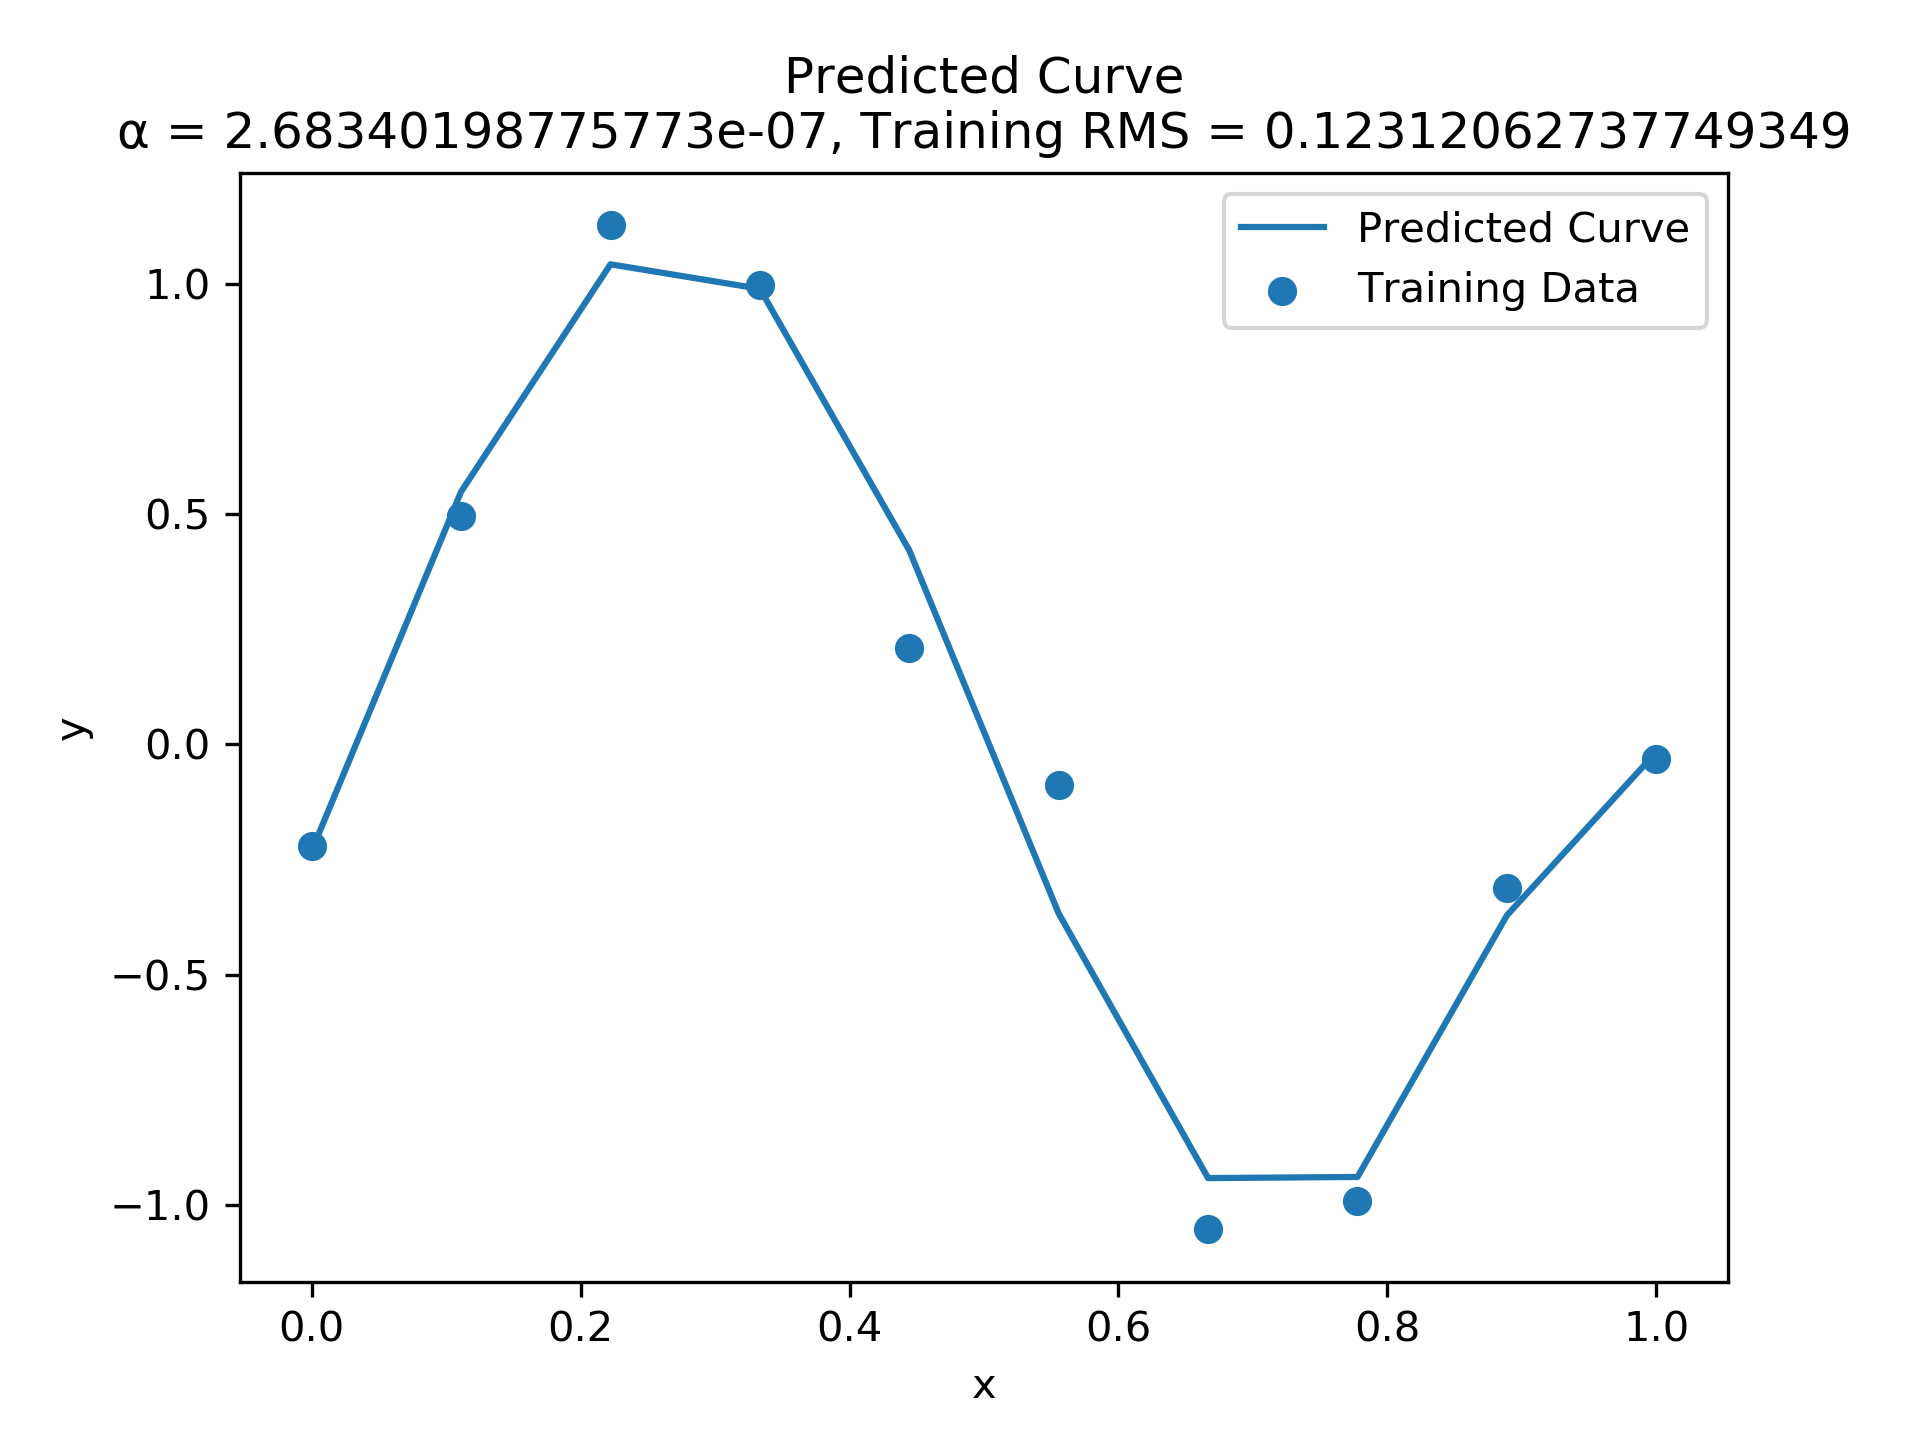 Predicted Curve
α = 2.68340198775773e-07, Training RMS = 0.12312062737749349
Predicted Curve
Training Data
1.0
0.5
0.0
−0.5
−1.0
y
0.0 0.2 0.4 0.6 0.8 1.0
x